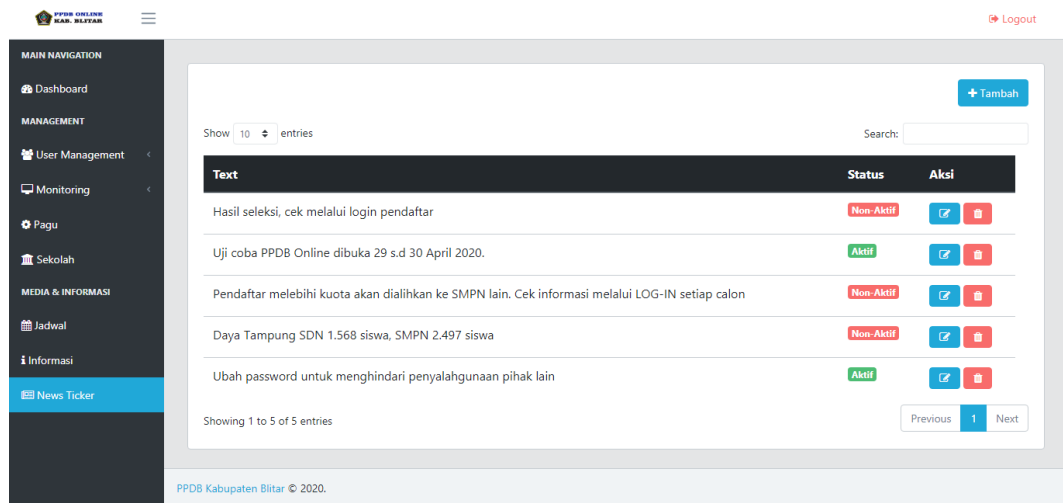 PPDB ONLINE
KAB. BLITAR
Logout
MAIN NAVIGATION
Dashboard
MANAGEMENT
User Management
Monitoring
Pagu
Sekolah
MEDIA & INFORMASI
Jadwal
Informasi
News Ticker
+ Tambah
Show 10 entries
Search:
Text Status Aksi
Hasil seleksi, cek melalui login pendaftar Non-Aktif
Uji coba PPDB Online dibuka 29 s.d 30 April 2020. Aktif
Pendaftar melebihi kuota akan dialihkan ke SMPN lain. Cek informasi melalui LOG-IN setiap calon Non-Aktif
Daya Tampung SDN 1.568 siswa, SMPN 2.497 siswa Non-Aktif
Ubah password untuk menghindari penyalahgunaan pihak lain Aktif
Showing 1 to 5 of 5 entries
Previous 1 Next
PPDB Kabupaten Blitar © 2020.